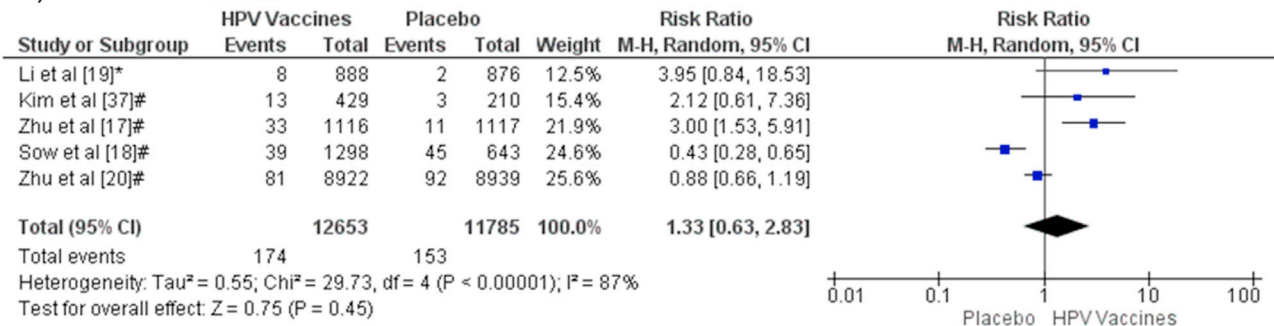 HPV Vaccines Placebo Risk Ratio Risk Ratio
Study or Subgroup Events Total Events Total Weight M-H, Random, 95% CI M-H, Random, 95% CI
Li et al [19]* 8 888 2 876 12.5% 3.95 [0.84, 18.53]
Kim et al [37]# 13 429 3 210 15.4% 2.12 [0.61, 7.36]
Zhu et al [17]# 33 1116 11 1117 21.9% 3.00 [1.53, 5.91]
Sow et al [18]# 39 1298 45 643 24.6% 0.43 [0.28, 0.65]
Zhu et al [20]# 81 8922 92 8939 25.6% 0.88 [0.66, 1.19]
Total (95% CI) 12653 11785 100.0% 1.33 [0.63, 2.83]
Total events 174 153
Heterogeneity: Tau² = 0.55; Chi² = 29.73, df = 4 (P < 0.00001); I² = 87%
Test for overall effect: Z = 0.75 (P = 0.45)
0.01 0.1 1 10 100
Placebo HPV Vaccines